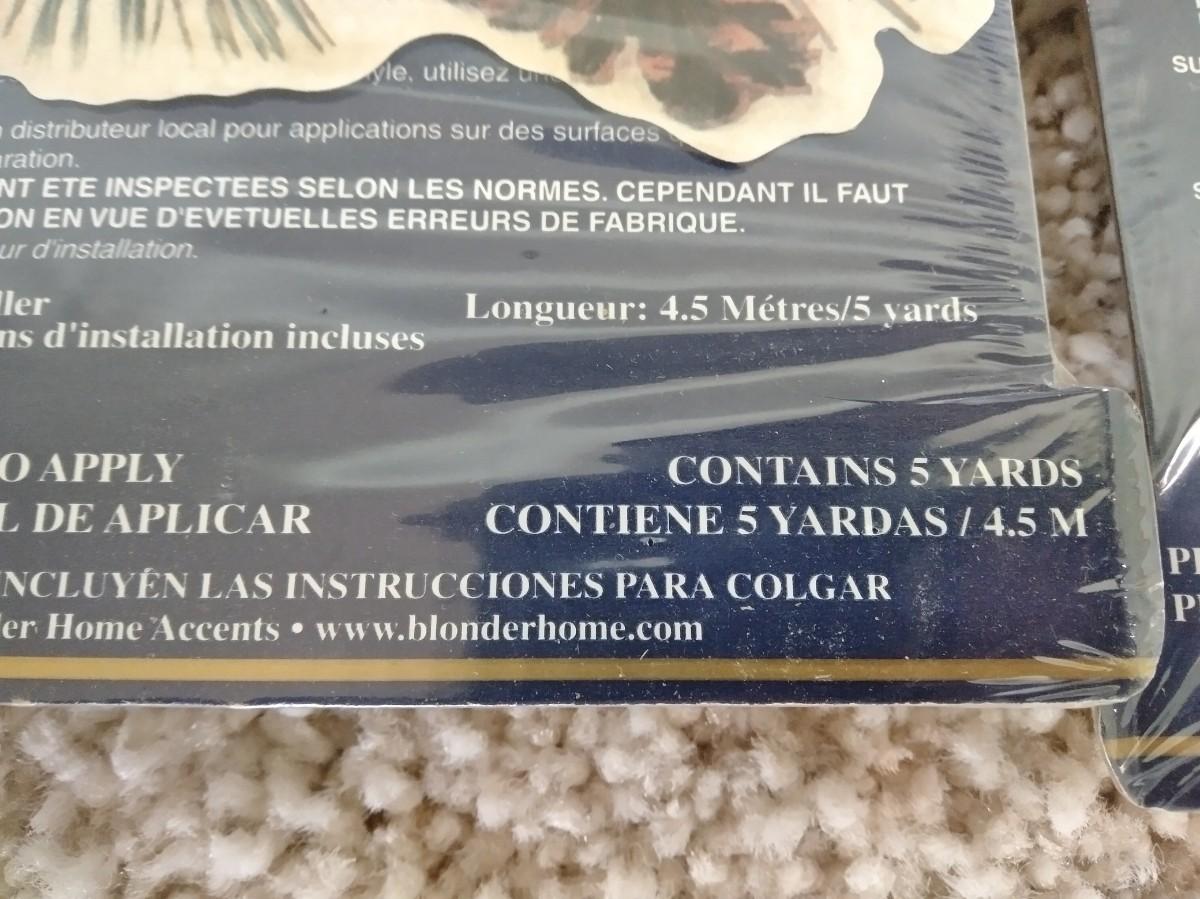 yle, utilisez un
distributeur local pour applications sur des surfaces
ration.
NT ETE INSPECTEES SELON LES NORMES. CEPENDANT IL FAUT
ON EN VUE D'EVETUELLES ERREURS DE FABRIQUE.
ur d'installation.
ller
Longueur: 4.5 Métres/5 yards
ns d'installation incluses
O APPLY
CONTAINS 5 YARDS
L DE APLICAR
CONTIENE 5 YARDAS / 4.5 M
INCLUYÉN LAS INSTRUCCIONES PARA COLGAR
der Home Accents • www.blonderhome.com
SU